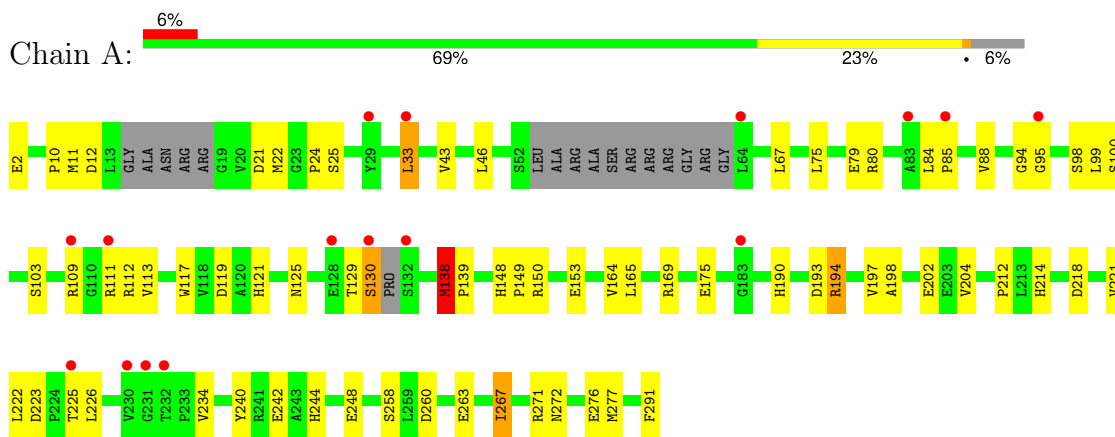 6%
Chain A:
69% 23% • 6%
E2 P10 M11 D12 L13 GLY ALA ASN ARG ARG G19 V20 D21 M22 G23 P24 S25 Y29 L33 V43 L46 S52 LEU ALA ARG ALA SER ARG ARG ARG GLY ARG GLY L64 L67 L75 E79 R80 A83 L84 P85 V88 G94 G95 S98 L99 S100
S103 R109 G110 R111 R112 V113 W117 V118 D119 A120 H121 N125 E128 T129 S130 PRO S132 M138 P139 H148 P149 R150 E153 V164 L165 R169 E175 G183 H190 D193 R194 V197 A198 E202 E203 V204 P212 L213 H214 D218 V221
L222 D223 P224 T225 L226 V230 G231 T232 P233 V234 Y240 R241 E242 A243 H244 E248 S258 L259 D260 E263 I267 R271 N272 E276 M277 F291